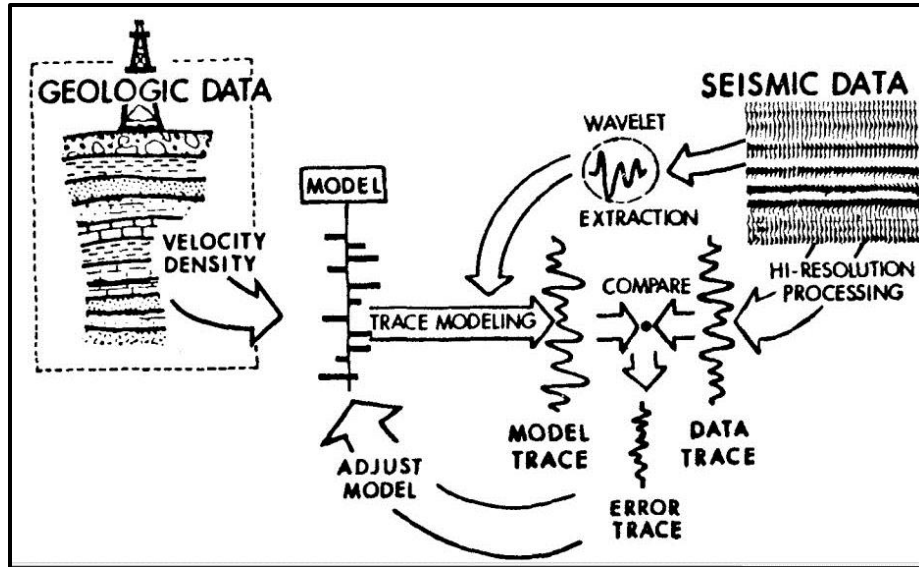 GEOLOGIC DATA
SEISMIC DATA
WAVELET
EXTRACTION
MODEL
VELOCITY
DENSITY
HI-RESOLUTION
PROCESSING
COMPARE
TRACE MODELING
MODEL
TRACE
DATA
TRACE
ADJUST
MODEL
ERROR
TRACE